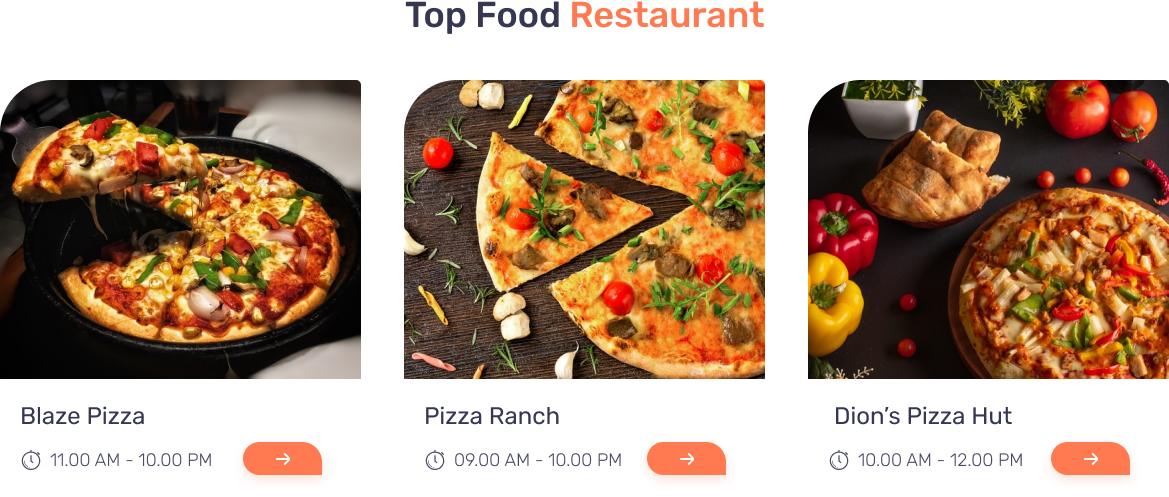 Top Food Restaurant
Blaze Pizza
11.00 AM - 10.00 PM
Pizza Ranch
09.00 AM - 10.00 PM
Dion’s Pizza Hut
10.00 AM - 12.00 PM